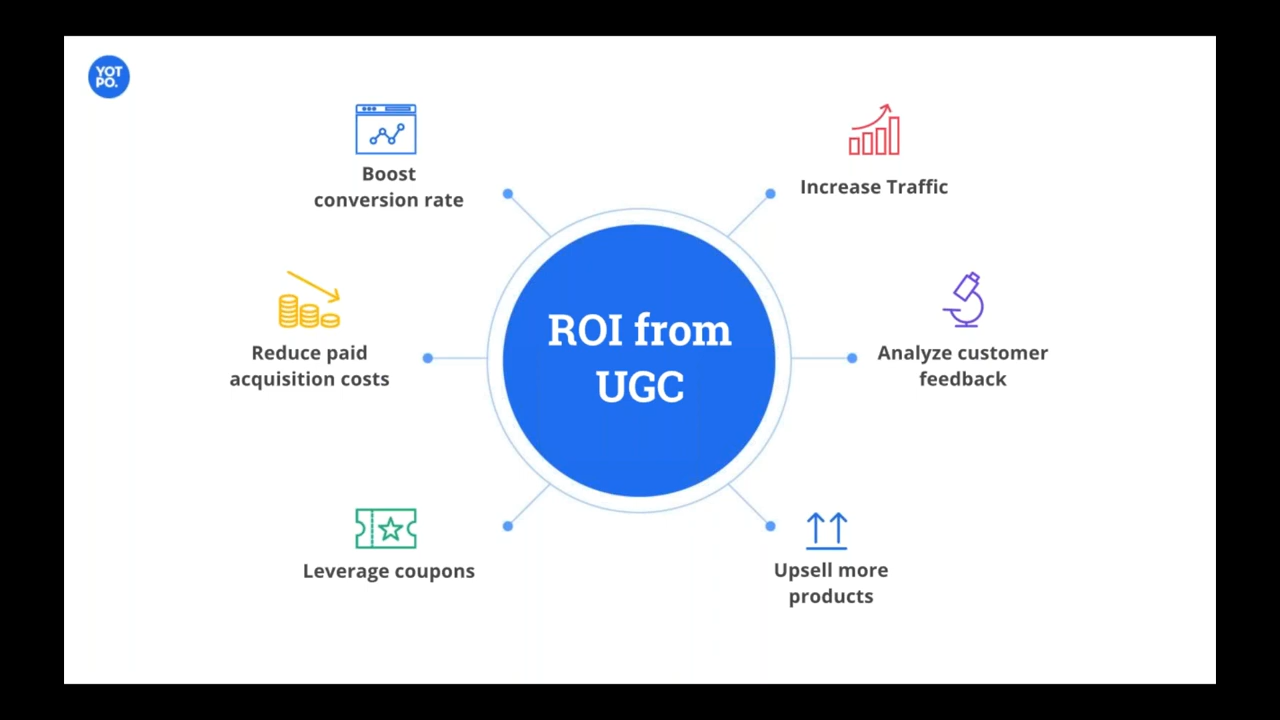 YOT
PO.
Boost
conversion rate
Increase Traffic
ROI from
UGC
Reduce paid
acquisition costs
Analyze customer
feedback
Leverage coupons
Upsell more
products